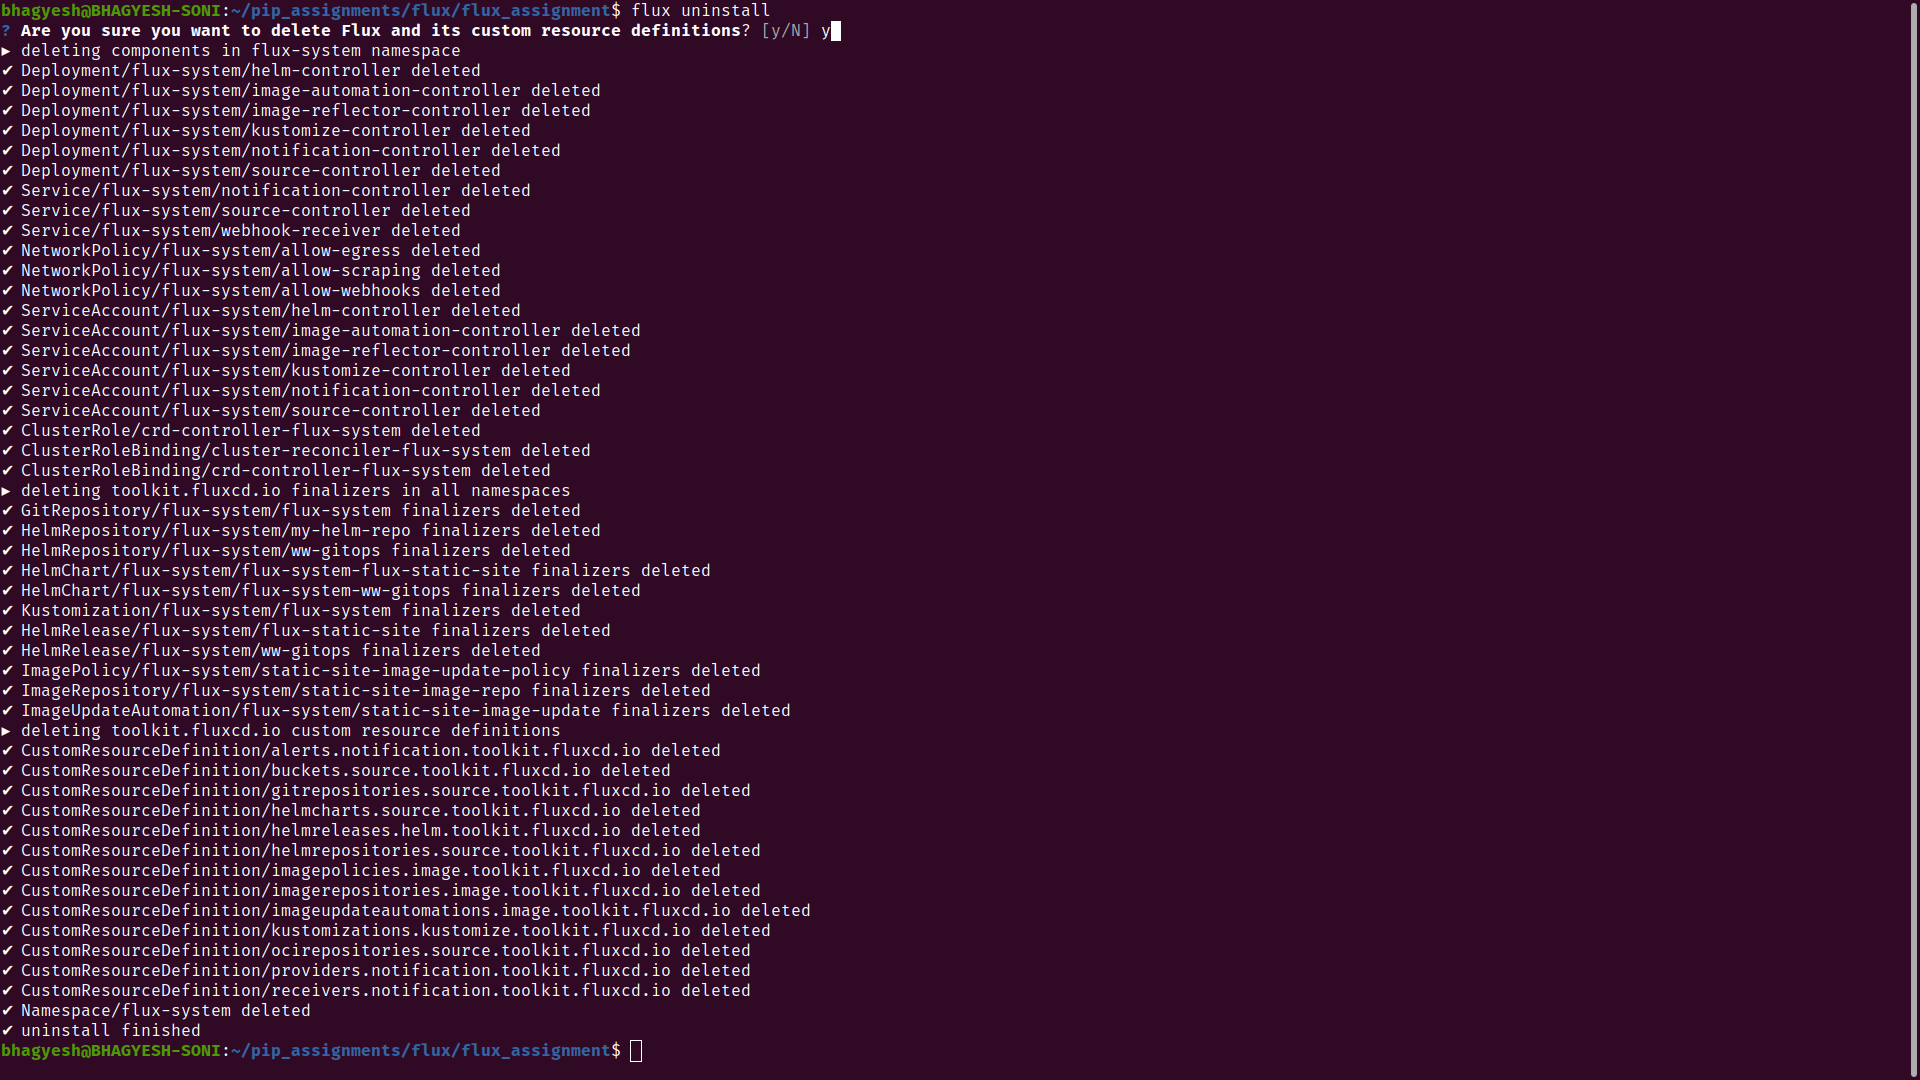 bhagyesh@BHAGYESH-SONI:~/pip_assignments/flux/flux_assignment$ flux uninstall
? Are you sure you want to delete Flux and its custom resource definitions? [y/N] y
► deleting components in flux-system namespace
✔ Deployment/flux-system/helm-controller deleted
✔ Deployment/flux-system/image-automation-controller deleted
✔ Deployment/flux-system/image-reflector-controller deleted
✔ Deployment/flux-system/kustomize-controller deleted
✔ Deployment/flux-system/notification-controller deleted
✔ Deployment/flux-system/source-controller deleted
✔ Service/flux-system/notification-controller deleted
✔ Service/flux-system/source-controller deleted
✔ Service/flux-system/webhook-receiver deleted
✔ NetworkPolicy/flux-system/allow-egress deleted
✔ NetworkPolicy/flux-system/allow-scraping deleted
✔ NetworkPolicy/flux-system/allow-webhooks deleted
✔ ServiceAccount/flux-system/helm-controller deleted
✔ ServiceAccount/flux-system/image-automation-controller deleted
✔ ServiceAccount/flux-system/image-reflector-controller deleted
✔ ServiceAccount/flux-system/kustomize-controller deleted
✔ ServiceAccount/flux-system/notification-controller deleted
✔ ServiceAccount/flux-system/source-controller deleted
✔ ClusterRole/crd-controller-flux-system deleted
✔ ClusterRoleBinding/cluster-reconciler-flux-system deleted
✔ ClusterRoleBinding/crd-controller-flux-system deleted
► deleting toolkit.fluxcd.io finalizers in all namespaces
✔ GitRepository/flux-system/flux-system finalizers deleted
✔ HelmRepository/flux-system/my-helm-repo finalizers deleted
✔ HelmRepository/flux-system/ww-gitops finalizers deleted
✔ HelmChart/flux-system/flux-system-flux-static-site finalizers deleted
✔ HelmChart/flux-system/flux-system-ww-gitops finalizers deleted
✔ Kustomization/flux-system/flux-system finalizers deleted
✔ HelmRelease/flux-system/flux-static-site finalizers deleted
✔ HelmRelease/flux-system/ww-gitops finalizers deleted
✔ ImagePolicy/flux-system/static-site-image-update-policy finalizers deleted
✔ ImageRepository/flux-system/static-site-image-repo finalizers deleted
✔ ImageUpdateAutomation/flux-system/static-site-image-update finalizers deleted
► deleting toolkit.fluxcd.io custom resource definitions
✔ CustomResourceDefinition/alerts.notification.toolkit.fluxcd.io deleted
✔ CustomResourceDefinition/buckets.source.toolkit.fluxcd.io deleted
✔ CustomResourceDefinition/gitrepositories.source.toolkit.fluxcd.io deleted
✔ CustomResourceDefinition/helmcharts.source.toolkit.fluxcd.io deleted
✔ CustomResourceDefinition/helmreleases.helm.toolkit.fluxcd.io deleted
✔ CustomResourceDefinition/helmrepositories.source.toolkit.fluxcd.io deleted
✔ CustomResourceDefinition/imagepolicies.image.toolkit.fluxcd.io deleted
✔ CustomResourceDefinition/imagerepositories.image.toolkit.fluxcd.io deleted
✔ CustomResourceDefinition/imageupdateautomations.image.toolkit.fluxcd.io deleted
✔ CustomResourceDefinition/kustomizations.kustomize.toolkit.fluxcd.io deleted
✔ CustomResourceDefinition/ocirepositories.source.toolkit.fluxcd.io deleted
✔ CustomResourceDefinition/providers.notification.toolkit.fluxcd.io deleted
✔ CustomResourceDefinition/receivers.notification.toolkit.fluxcd.io deleted
✔ Namespace/flux-system deleted
✔ uninstall finished
bhagyesh@BHAGYESH-SONI:~/pip_assignments/flux/flux_assignment$